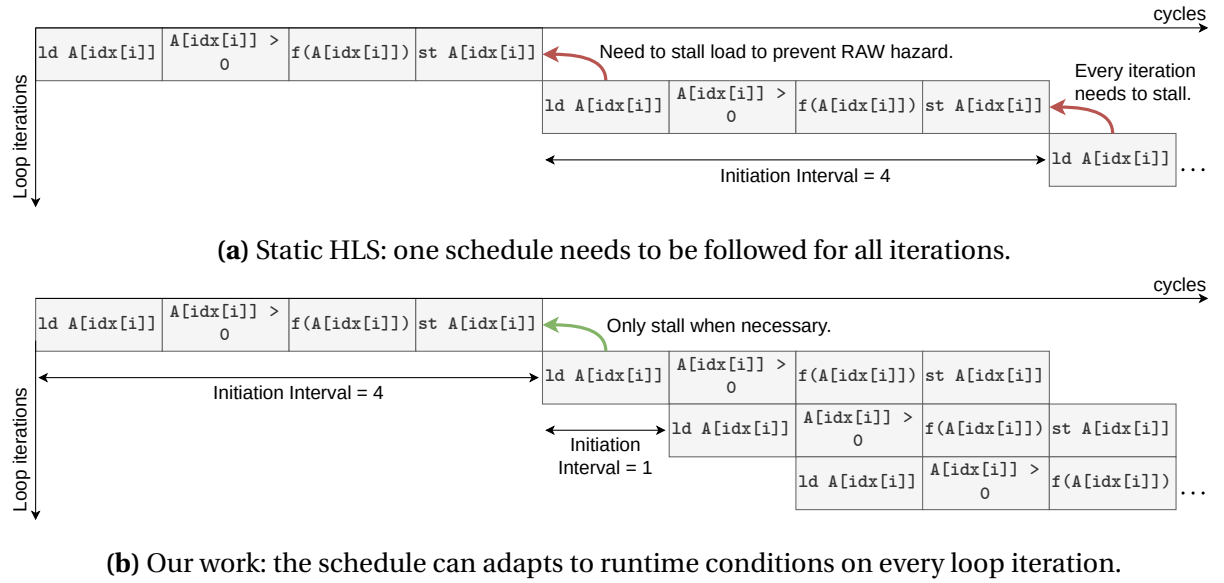 cycles
ld A[idx[i]]
A[idx[i]] >
0
f(A[idx[i]])
st A[idx[i]]
Need to stall load to prevent RAW hazard.
Every iteration
needs to stall.
ld A[idx[i]]
A[idx[i]] >
0
f(A[idx[i]])
st A[idx[i]]
ld A[idx[i]]
...
Initiation Interval = 4
Loop iterations
(a) Static HLS: one schedule needs to be followed for all iterations.
cycles
ld A[idx[i]]
A[idx[i]] >
0
f(A[idx[i]])
st A[idx[i]]
Only stall when necessary.
Initiation Interval = 4
ld A[idx[i]]
A[idx[i]] >
0
f(A[idx[i]])
st A[idx[i]]
Initiation
Interval = 1
ld A[idx[i]]
A[idx[i]] >
0
f(A[idx[i]])
st A[idx[i]]
ld A[idx[i]]
A[idx[i]] >
0
f(A[idx[i]])
...
Loop iterations
(b) Our work: the schedule can adapts to runtime conditions on every loop iteration.